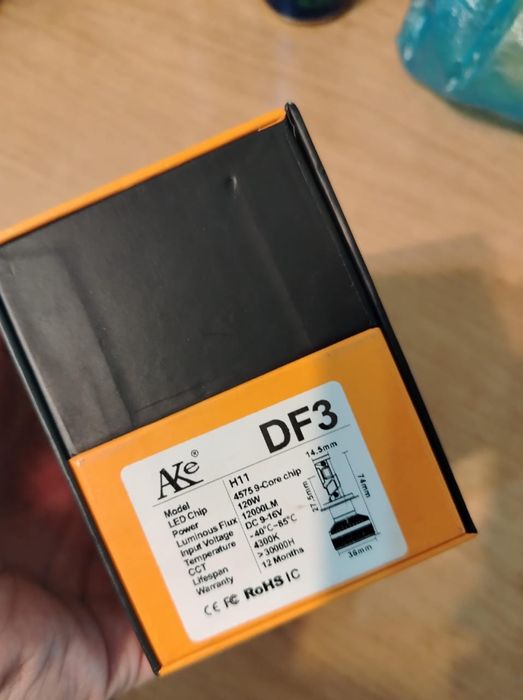 DF3
AKe®
Model H11
LED Chip 4575 9-Core chip
Power 120W
Luminous Flux 12000LM
Input Voltage DC 9-16V
Temperature -40°C~85°C
CCT 4300K
Lifespan > 30000H
Warranty 12 Months
CE FC RoHS IC
14.5mm
27.5mm
74mm
36mm